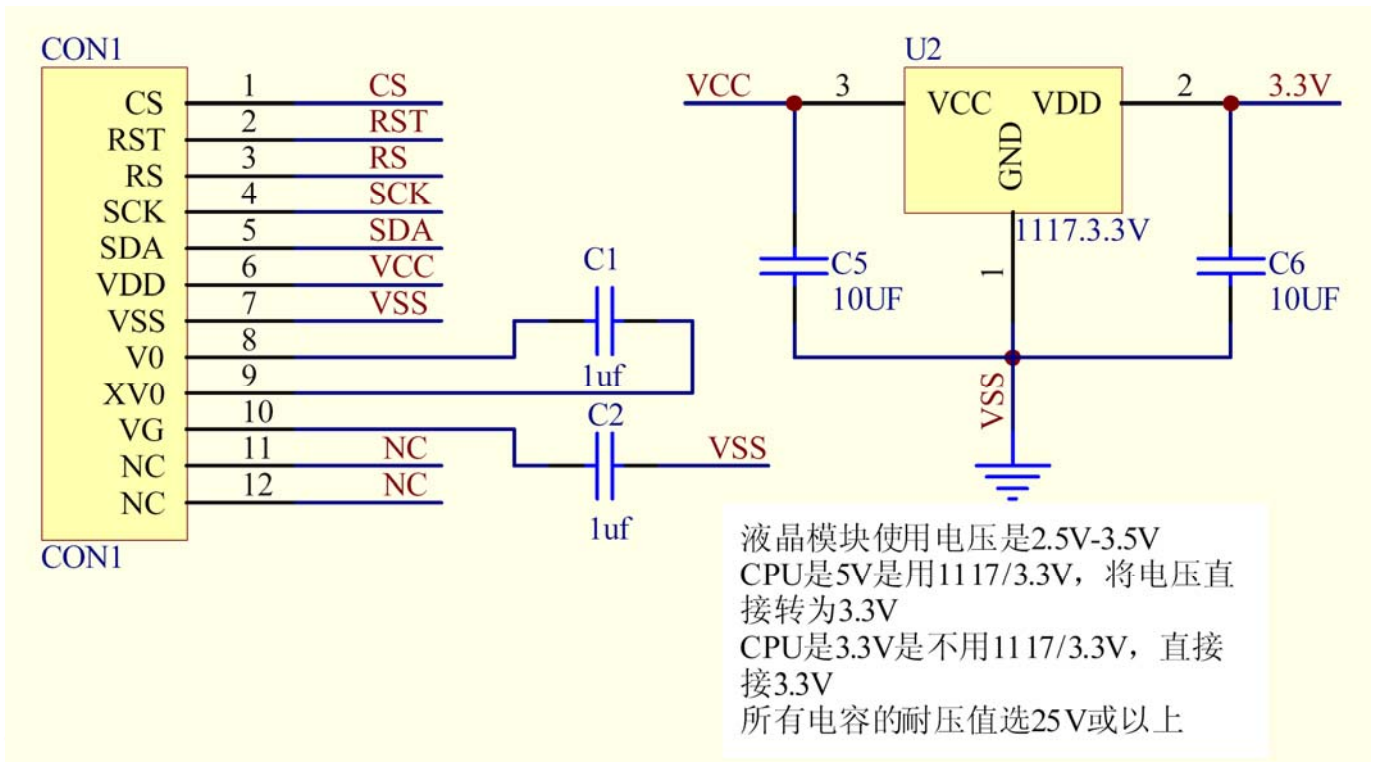 CON1
CS 1 CS
RST 2 RST
RS 3 RS
SCK 4 SCK
SDA 5 SDA
VDD 6 VCC
VSS 7 VSS
V0 8
XV0 9
VG 10
NC 11 NC
NC 12 NC
CON1
C1
1uf
C2
VSS
1uf
U2
VCC 3 VCC VDD 2 3.3V
GND
1117.3.3V
1
C5
10UF
C6
10UF
VSS
液晶模块使用电压是2.5V-3.5V
CPU是5V是用1117/3.3V，将电压直
接转为3.3V
CPU是3.3V是不用1117/3.3V，直接
接3.3V
所有电容的耐压值选25V或以上